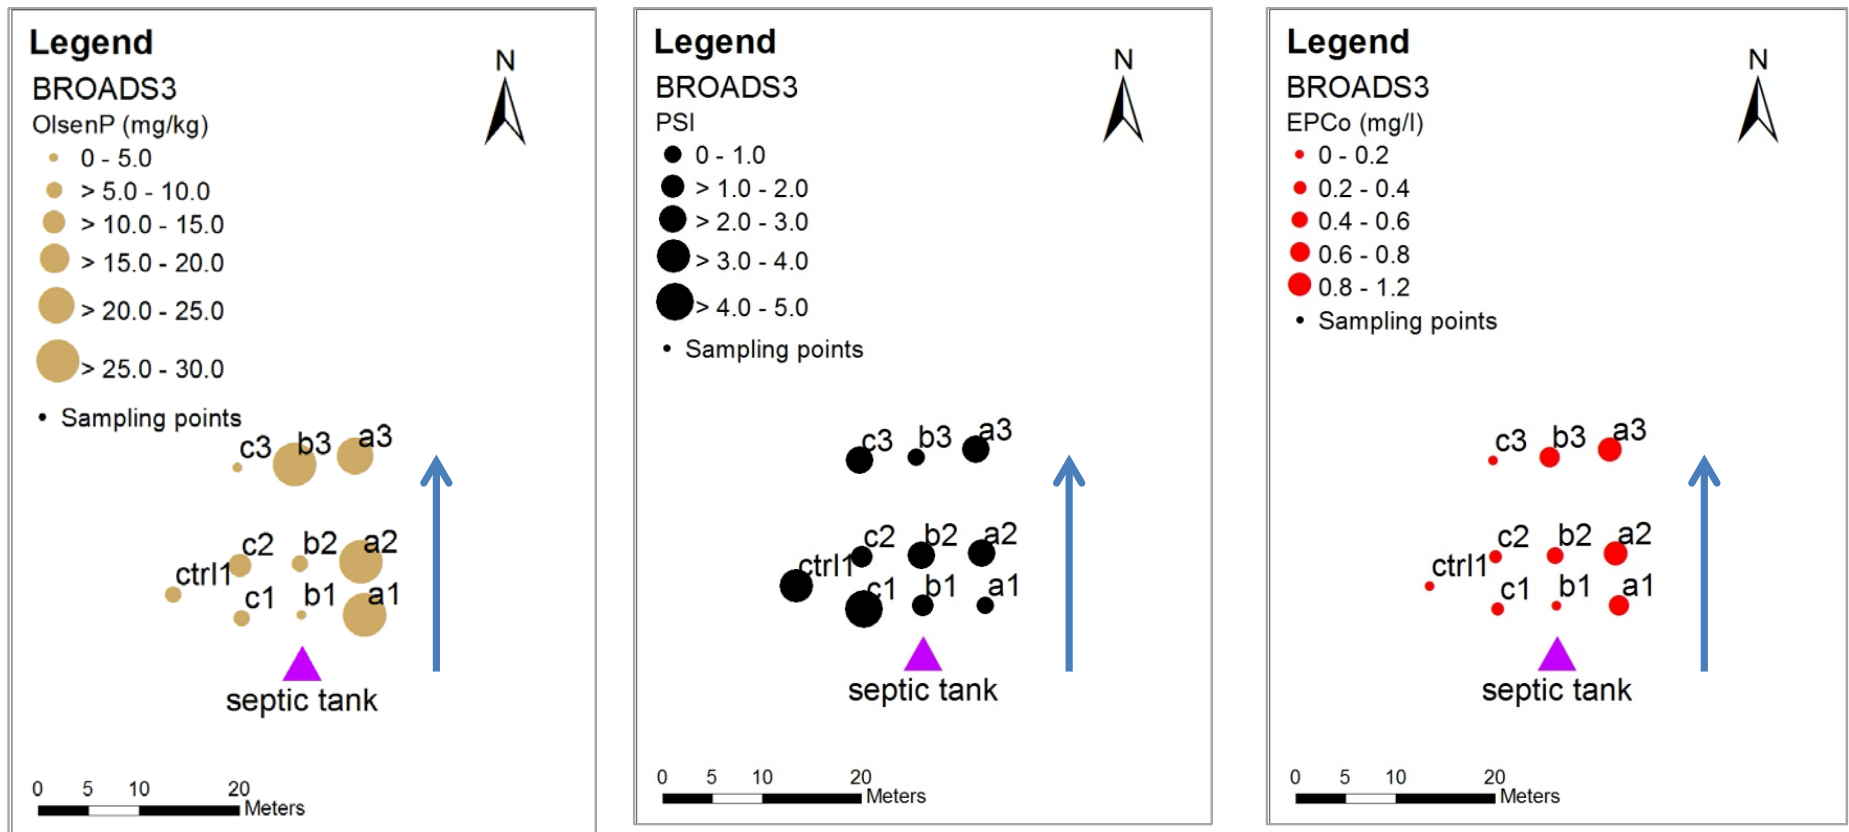 Legend
N
BROADS3
OlsenP (mg/kg)
0 - 5.0
> 5.0 - 10.0
> 10.0 - 15.0
> 15.0 - 20.0
> 20.0 - 25.0
> 25.0 - 30.0
Sampling points
c3 b3 a3
c2 b2 a2
ctrl1
c1 b1 a1
septic tank
0 5 10 20
Meters
Legend
N
BROADS3
PSI
0 - 1.0
> 1.0 - 2.0
> 2.0 - 3.0
> 3.0 - 4.0
> 4.0 - 5.0
Sampling points
c3 b3 a3
c2 b2 a2
ctrl1
c1 b1 a1
septic tank
0 5 10 20
Meters
Legend
N
BROADS3
EPCo (mg/l)
0 - 0.2
0.2 - 0.4
0.4 - 0.6
0.6 - 0.8
0.8 - 1.2
Sampling points
c3 b3 a3
c2 b2 a2
ctrl1
c1 b1 a1
septic tank
0 5 10 20
Meters